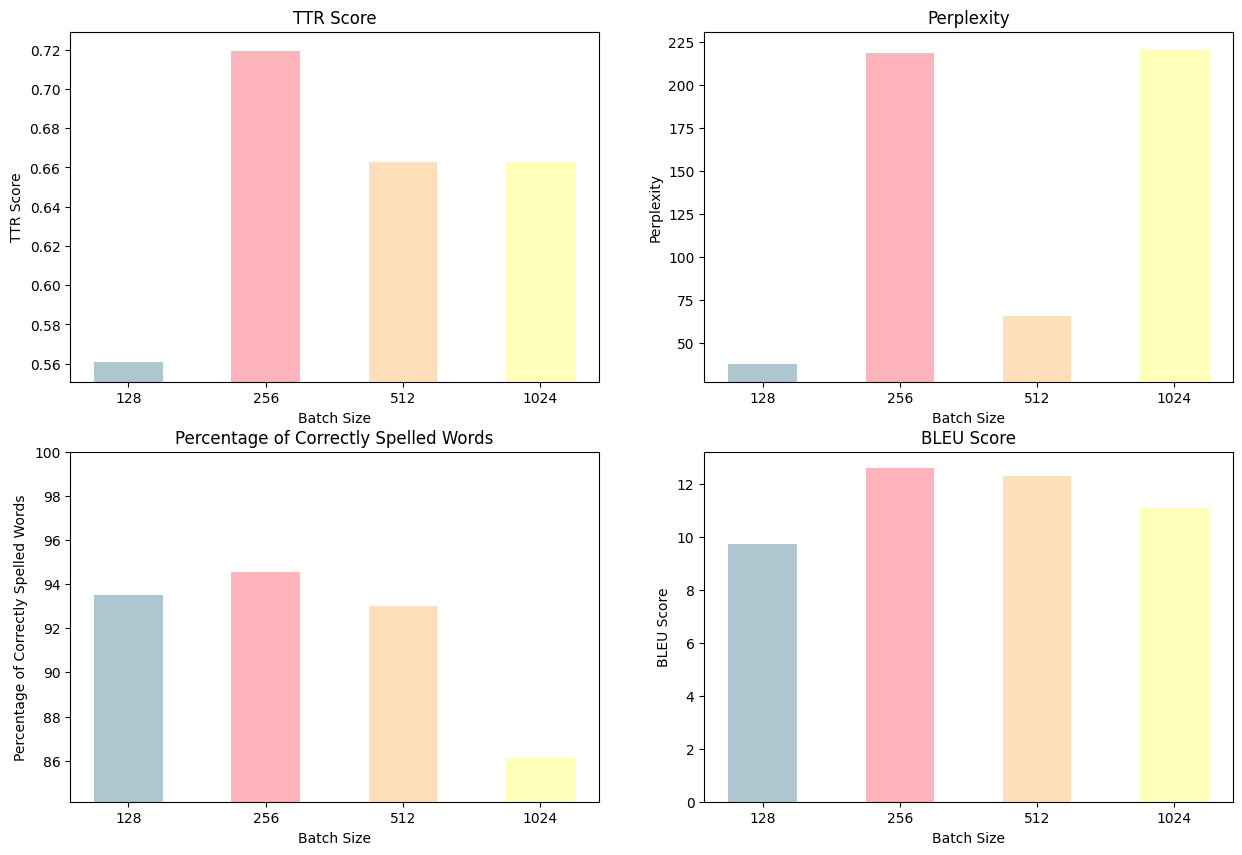 TTR Score
TTR Score
0.72
0.70
0.68
0.66
0.64
0.62
0.60
0.58
0.56
128 256 512 1024
Batch Size
Perplexity
Perplexity
225
200
175
150
125
100
75
50
128 256 512 1024
Batch Size
Percentage of Correctly Spelled Words
Percentage of Correctly Spelled Words
100
98
96
94
92
90
88
86
128 256 512 1024
Batch Size
BLEU Score
BLEU Score
12
10
8
6
4
2
0
128 256 512 1024
Batch Size